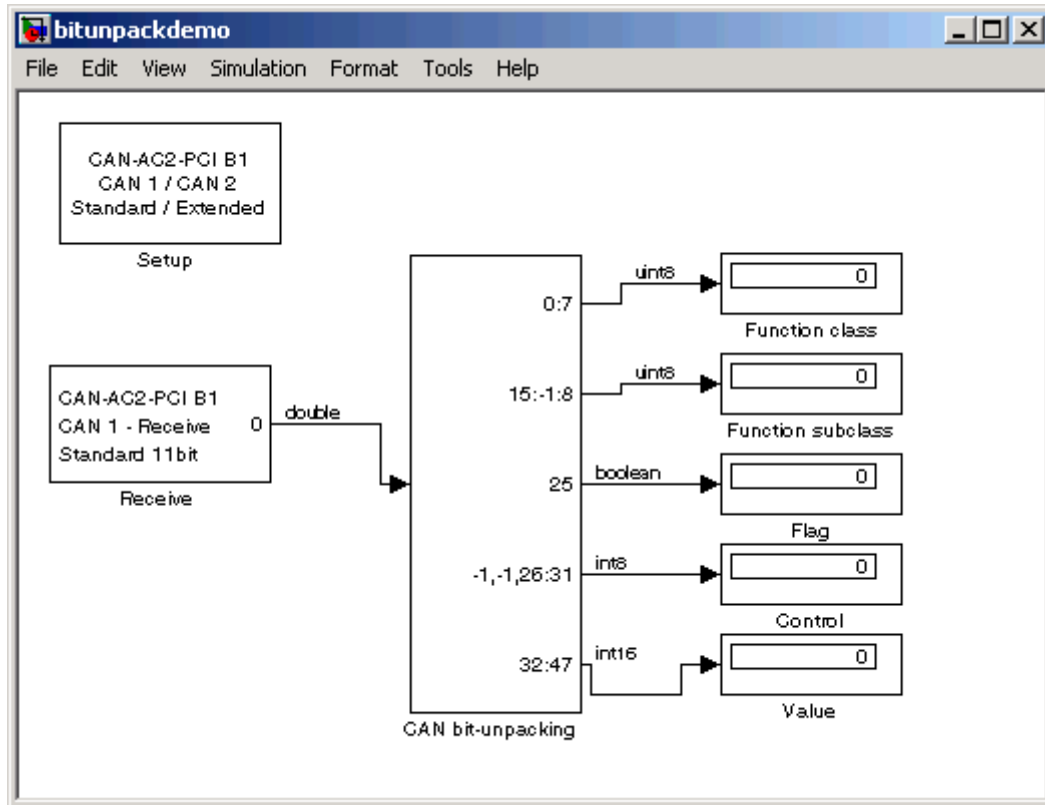 bitunpackdemo
File Edit View Simulation Format Tools Help
CAN-AC2-PCI B1
CAN 1 / CAN 2
Standard / Extended
Setup
CAN-AC2-PCI B1
CAN 1 - Receive
Standard 11bit
0
Receive
double
0:7
15:-1:8
25
-1,-1,26:31
32:47
CAN bit-unpacking
uint8
0
Function class
uint8
0
Function subclass
boolean
0
Flag
int8
0
Control
int16
0
Value